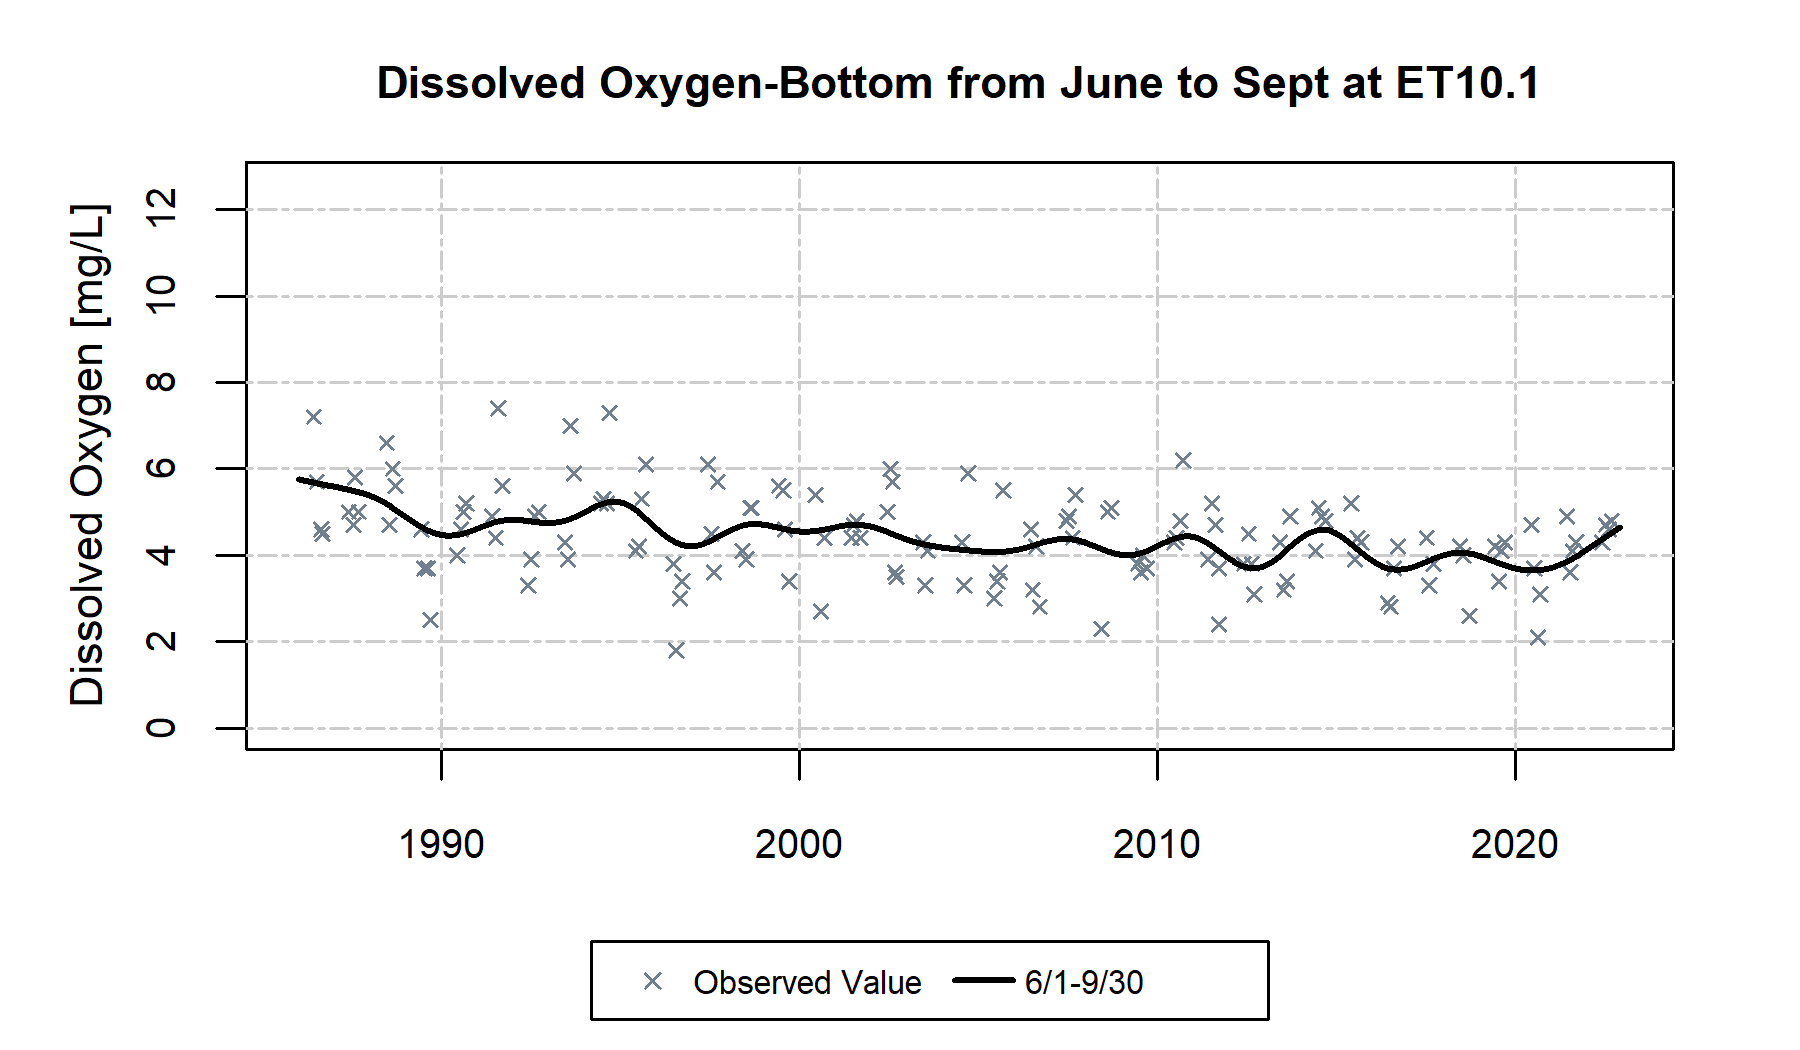 Dissolved Oxygen-Bottom from June to Sept at ET10.1
Dissolved Oxygen [mg/L]
12
10
8
6
4
2
0
1990 2000 2010 2020
Observed Value 6/1-9/30